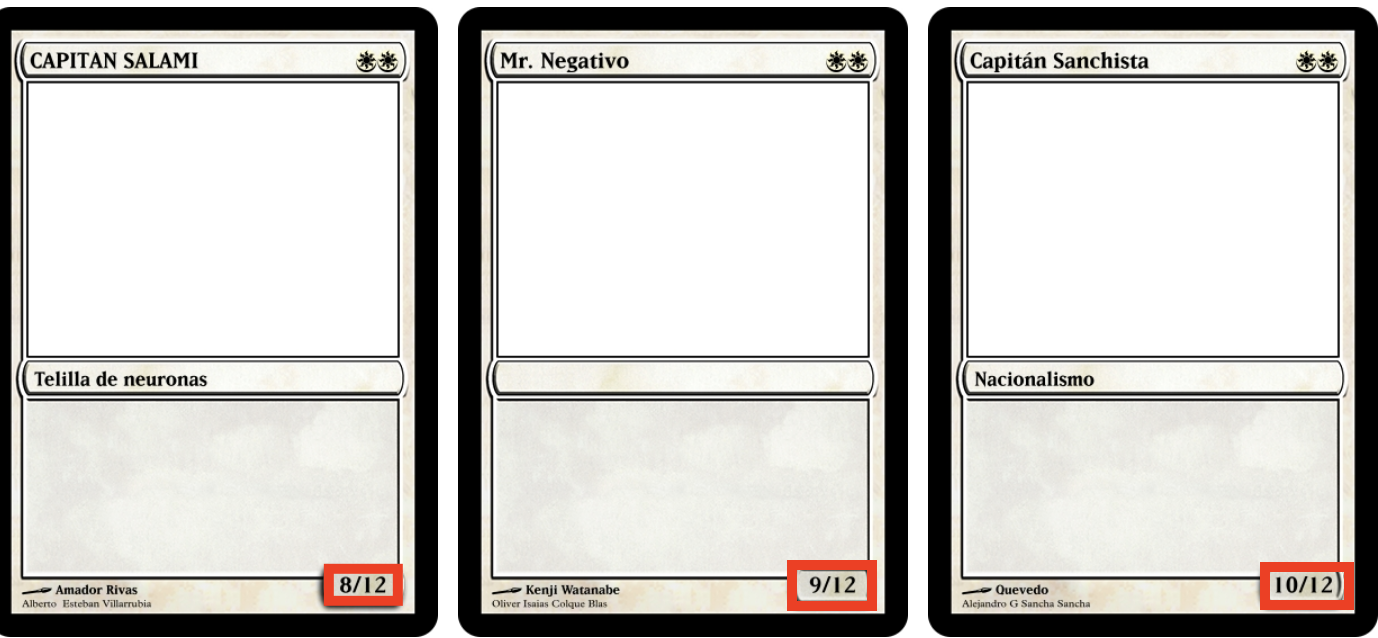 CAPITAN SALAMI
Telilla de neuronas
8/12
Amador Rivas
Alberto Esteban Villarrubia
Mr. Negativo
9/12
Kenji Watanabe
Oliver Isaias Colque Blas
Capitán Sanchista
Nacionalismo
10/12
Quevedo
Alejandro G Sancha Sancha